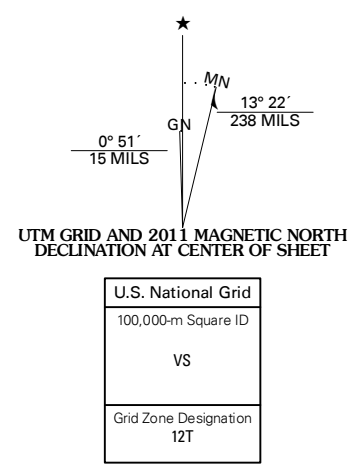 ★
MN
GN
13° 22´
238 MILS
0° 51´
15 MILS
UTM GRID AND 2011 MAGNETIC NORTH
DECLINATION AT CENTER OF SHEET
U.S. National Grid
100,000-m Square ID
VS
Grid Zone Designation
12T